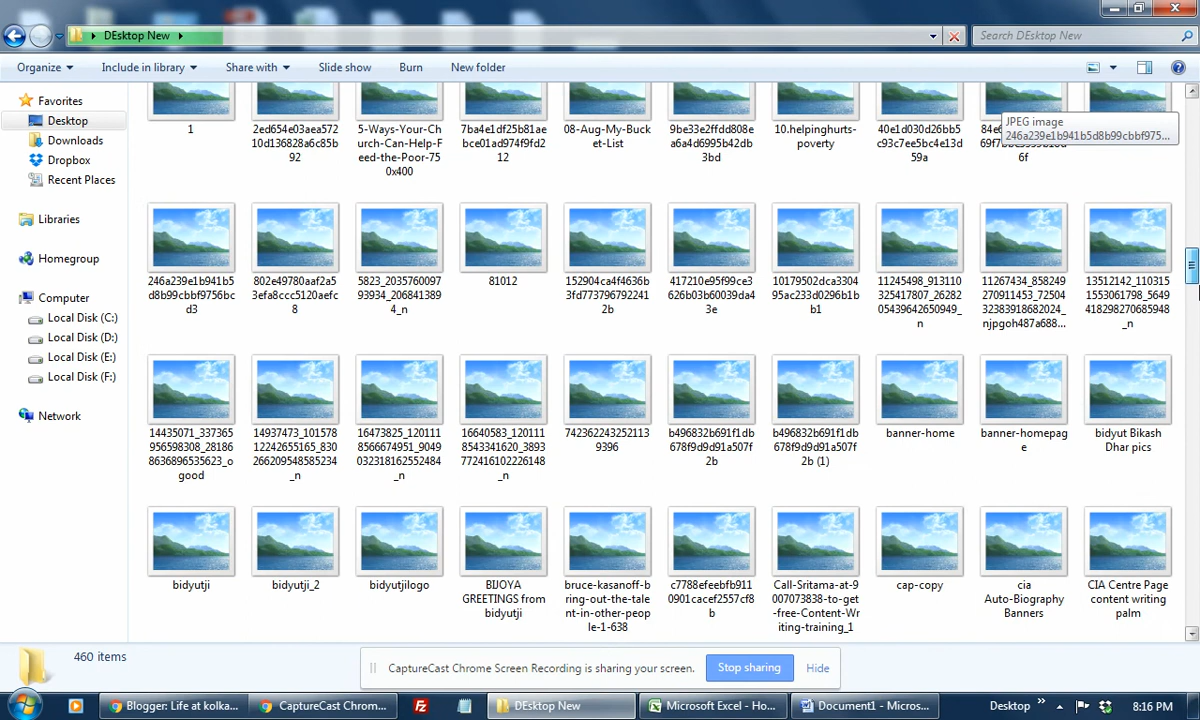 DEsktop New
Search DEsktop New
Organize
Include in library
Share with
Slide show
Burn
New folder
Favorites
Desktop
Downloads
Dropbox
Recent Places
Libraries
Homegroup
Computer
Local Disk (C:)
Local Disk (D:)
Local Disk (E:)
Local Disk (F:)
Network
JPEG image
246a239e1b941b5d8b99cbbf975...
1
2ed654e03aea572
10d136828a6c85b
92
5-Ways-Your-Ch
urch-Can-Help-F
eed-the-Poor-75
0x400
7ba4e1df25b81ae
bce01ad974f9fd2
12
08-Aug-My-Buck
et-List
9be33e2ffdd808e
a6a4d6995b42db
3bd
10.helpinghurts-
poverty
40e1d030d26bb5
c93c7ee5bc4e13d
59a
246a239e1b941b5
d8b99cbbf9756bc
d3
802e49780aaf2a5
3efa8ccc5120aefc
8
5823_2035760097
93934_206841389
4_n
81012
152904ca4f4636b
3fd773796792241
2b
417210e95f99ce3
626b03b60039da4
3e
10179502dca3304
95ac233d0296b1b
b1
11245498_913110
325417807_26282
05439642650949_
n
11267434_858249
270911453_72504
32383918682024_
njpgoh487a688...
13512142_110315
1553061798_5649
418298270685948
_n
14435071_337365
956598308_28186
8636896535623_o
good
14937473_101578
12242655165_830
266209548585234
_n
16473825_120111
8566674951_9049
032318162552484
_n
16640583_120111
8543341620_3893
772416102226148
_n
742362243252113
9396
b496832b691f1db
678f9d9d91a507f
2b
b496832b691f1db
678f9d9d91a507f
2b (1)
banner-home
banner-homepag
e
bidyut Bikash
Dhar pics
bidyutji
bidyutji_2
bidyutjilogo
BIJOYA
GREETINGS from
bidyutji
bruce-kasanoff-b
ring-out-the-tale
nt-in-other-peop
le-1-638
c7788efeebfb911
0901cacef2557cf8
b
Call-Sritama-at-9
007073838-to-get
-free-Content-Wr
iting-training_1
cap-copy
cia
Auto-Biography
Banners
CIA Centre Page
content writing
palm
460 items
CaptureCast Chrome Screen Recording is sharing your screen.
Stop sharing
Hide
Blogger: Life at kolka...
CaptureCast Chrom...
DEsktop New
Microsoft Excel - Ho...
Document1 - Micros...
Desktop
8:16 PM